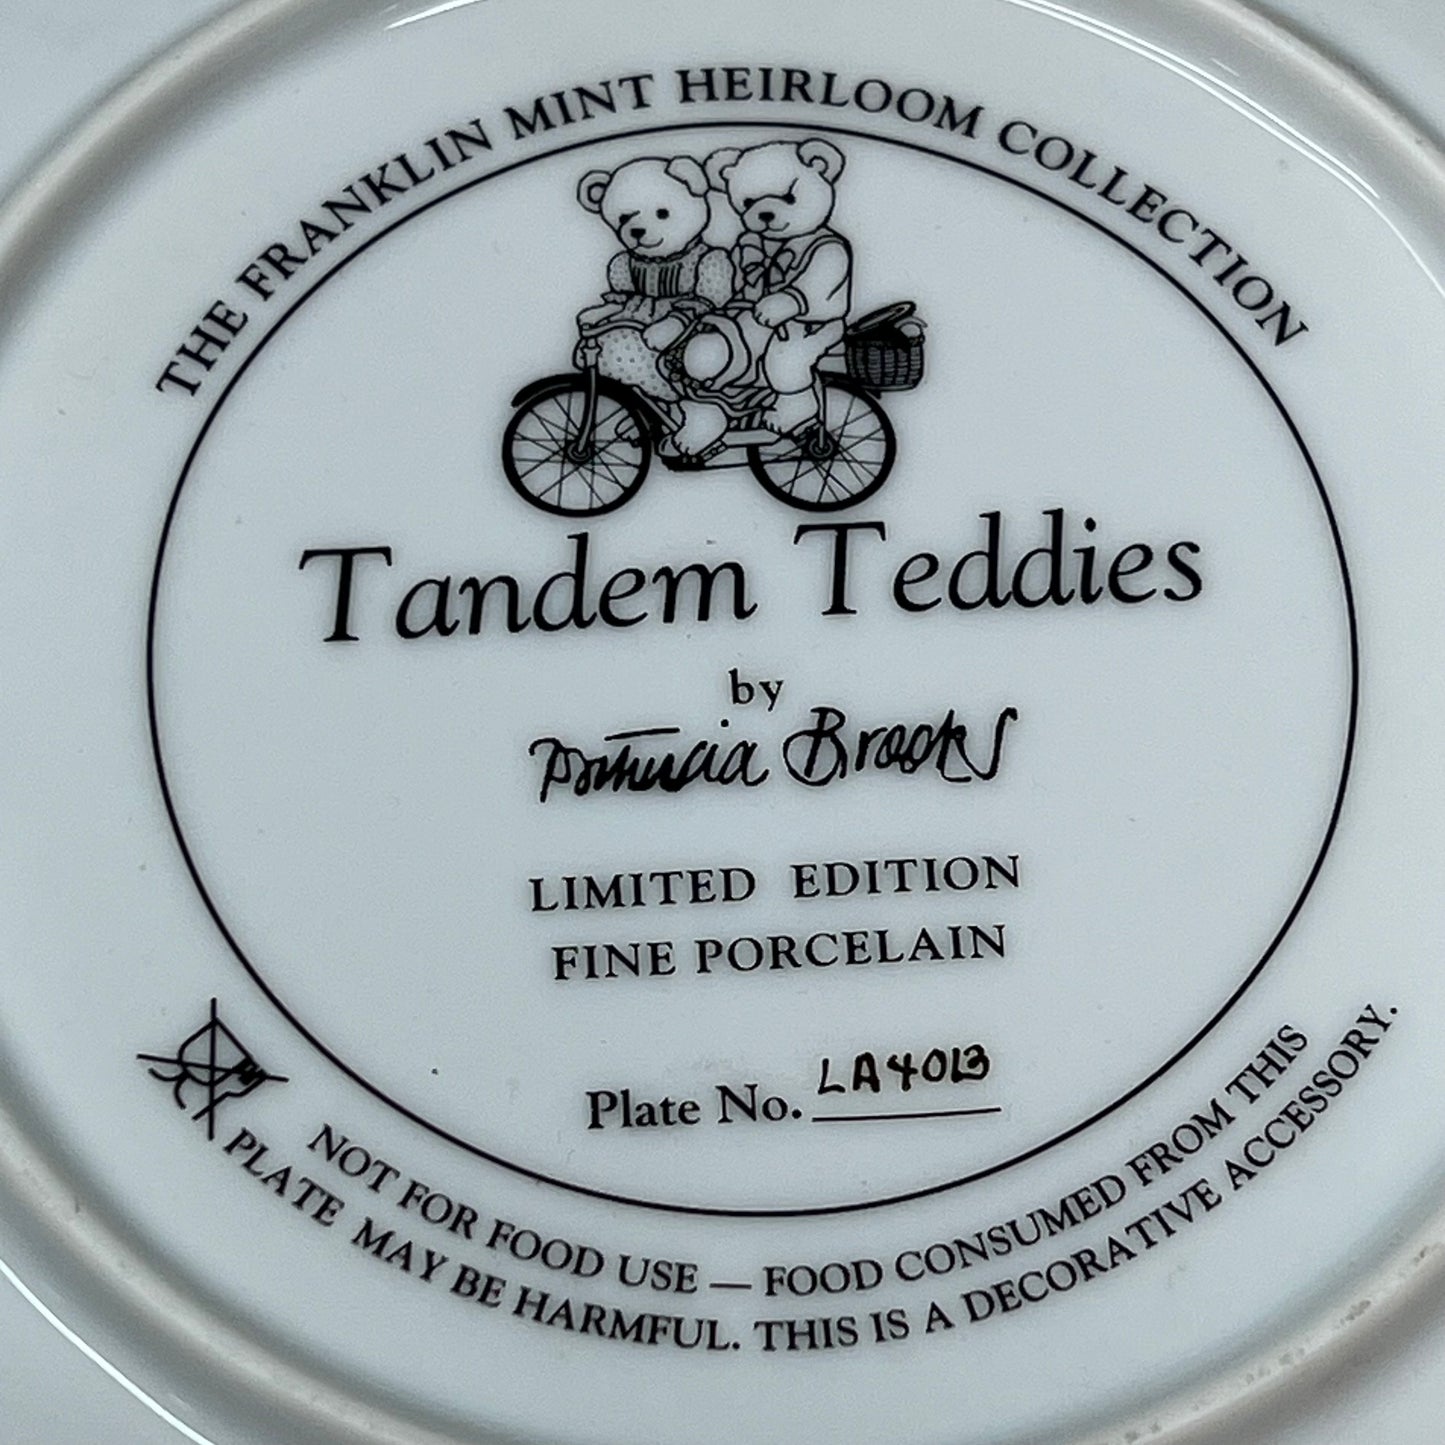 THE FRANKLIN MINT HEIRLOOM COLLECTION
Tandem Teddies
by
Patricia Brooks
LIMITED EDITION
FINE PORCELAIN
Plate No. LA4013
NOT FOR FOOD USE — FOOD CONSUMED FROM THIS
PLATE MAY BE HARMFUL. THIS IS A DECORATIVE ACCESSORY.